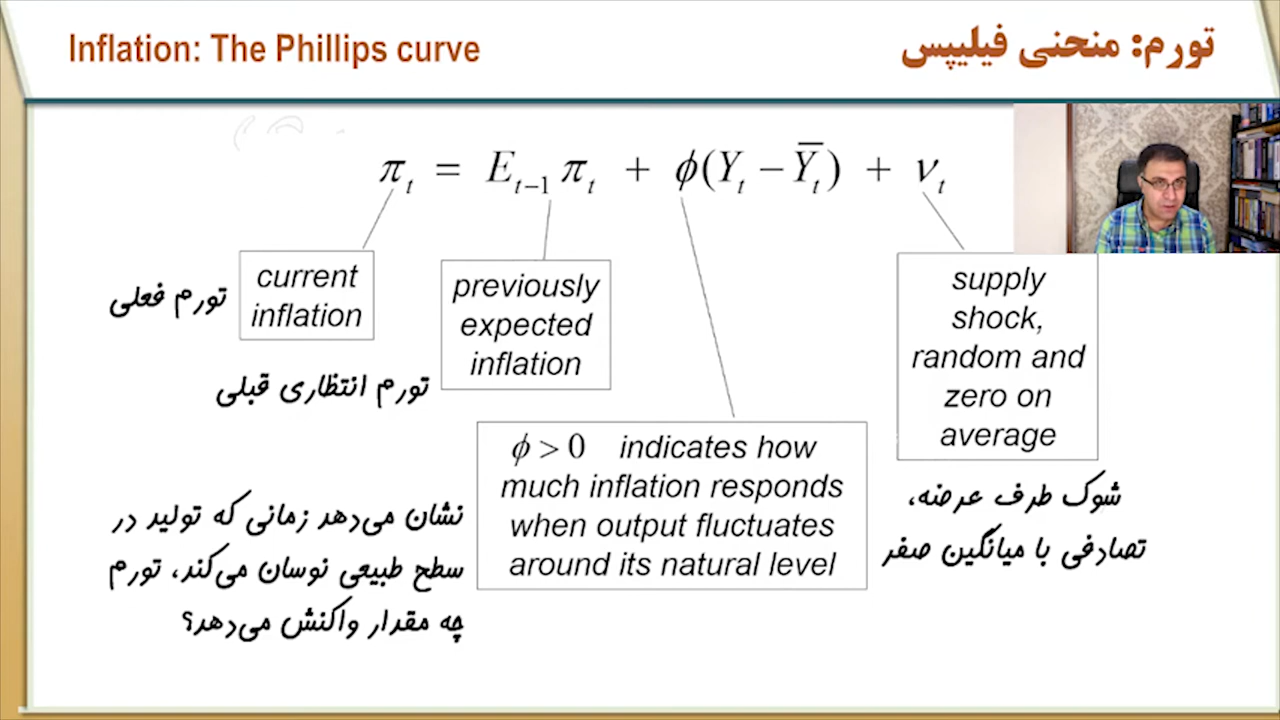 Inflation: The Phillips curve
تورم: منحنی فیلیپس
π_t = E_{t−1} π_t + ϕ(Y_t − Y̅_t) + ν_t
current
inflation
تورم فعلی
previously
expected
inflation
تورم انتظاری قبلی
ϕ > 0 indicates how
much inflation responds
when output fluctuates
around its natural level
نشان می‌دهد زمانی که تولید در
سطح طبیعی نوسان می‌کند، تورم
چه مقدار واکنش می‌دهد؟
supply
shock,
random and
zero on
average
شوک طرف عرضه،
تصادفی با میانگین صفر